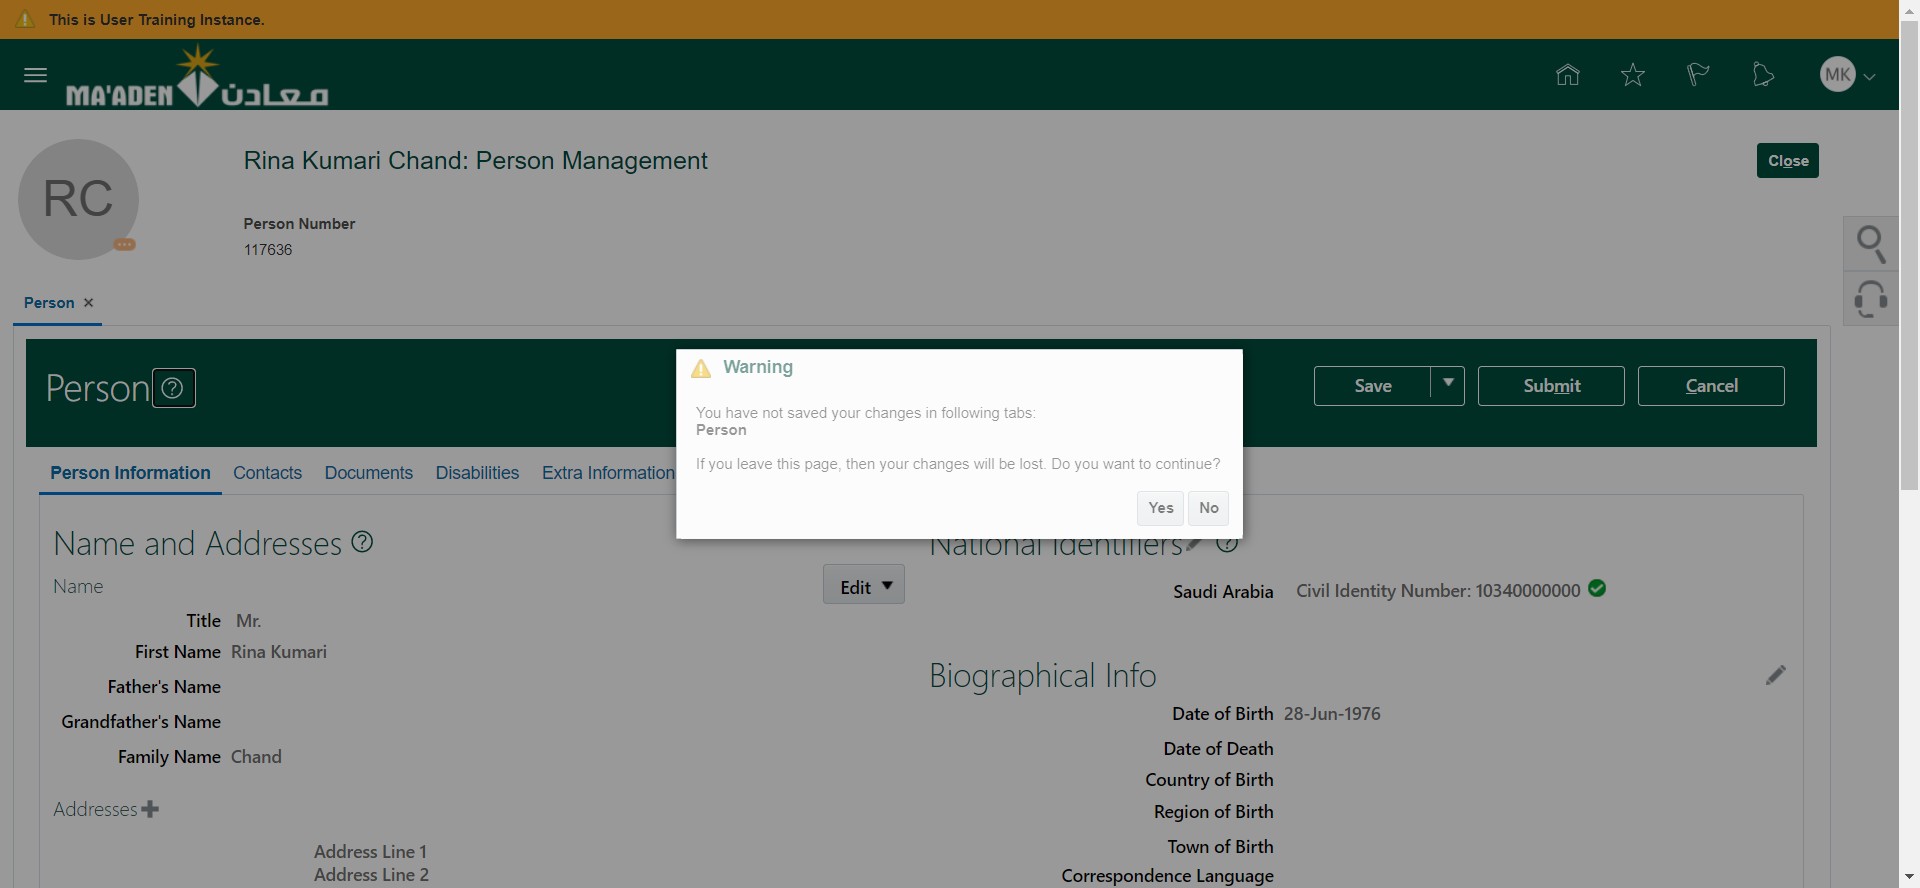 This is User Training Instance.
MA'ADEN معادن
MK
RC
Rina Kumari Chand: Person Management
Close
Person Number
117636
Person
Person
Save
Submit
Cancel
Warning
You have not saved your changes in following tabs:
Person
If you leave this page, then your changes will be lost. Do you want to continue?
Yes No
Person Information Contacts Documents Disabilities Extra Information
Name and Addresses
Name
Edit
Title Mr.
First Name Rina Kumari
Father's Name
Grandfather's Name
Family Name Chand
Addresses
Address Line 1
Address Line 2
National Identifiers
Saudi Arabia Civil Identity Number: 10340000000
Biographical Info
Date of Birth 28-Jun-1976
Date of Death
Country of Birth
Region of Birth
Town of Birth
Correspondence Language